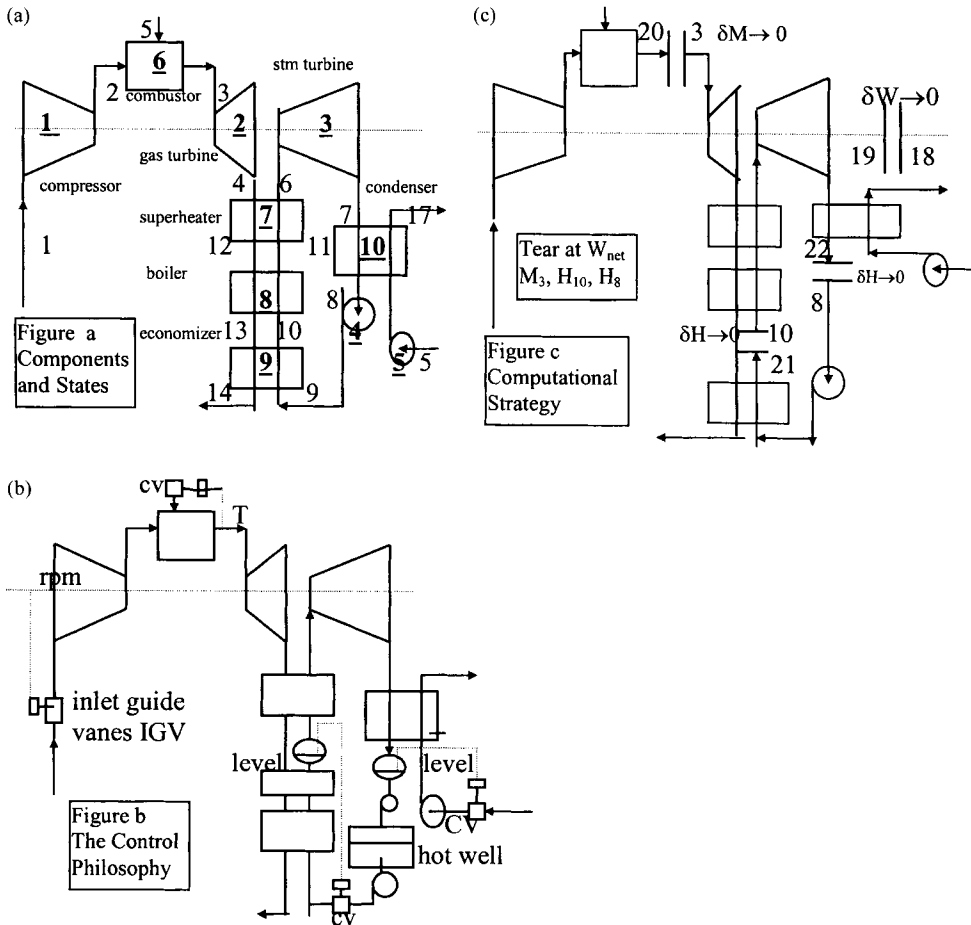 (a)
5
6
stm turbine
2
combustor
3
1
2
3
gas turbine
compressor
4
6
condenser
superheater
7
7
17
12
11
10
1
boiler
8
8
4
economizer
13
10
5
5
9
14
9
Figure a
Components
and States
(c)
20
3
δM→ 0
δW→0
19
18
Tear at Wnet
M3, H10, H8
22
δH→0
8
δH→0
10
21
Figure c
Computational
Strategy
(b)
cv
T
rpm
inlet guide
vanes IGV
level
level
CV
hot well
cv
Figure b
The Control
Philosophy